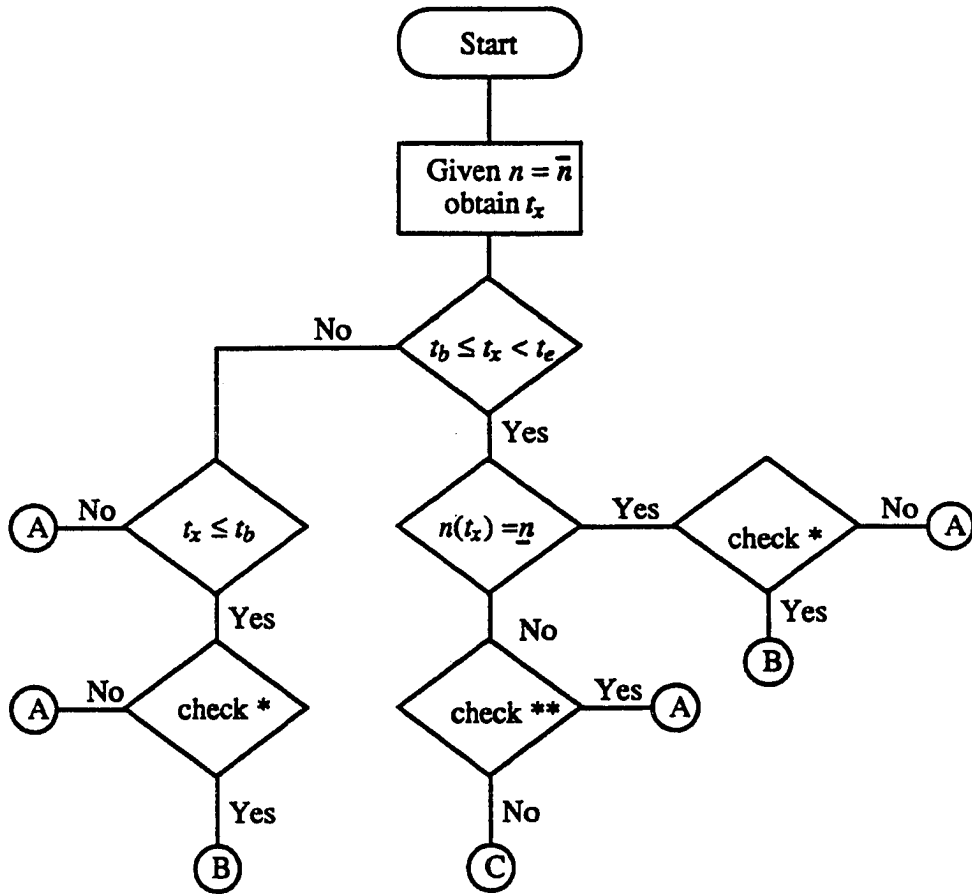 Start
Given n = n̅
obtain tₓ
No
t_b ≤ tₓ < t_e
Yes
A
No
tₓ ≤ t_b
n(tₓ) = n̲
Yes
check *
No
A
Yes
No
Yes
B
A
No
check *
check **
Yes
A
Yes
No
B
C